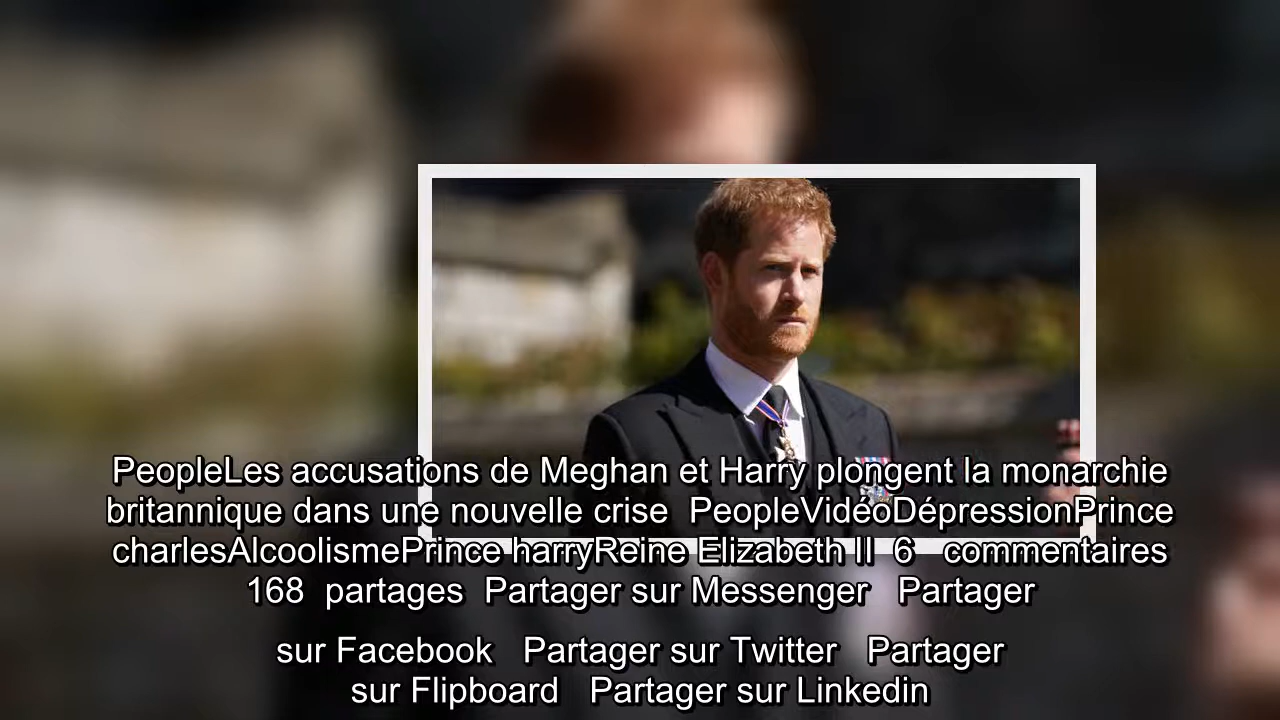 PeopleLes accusations de Meghan et Harry plongent la monarchie
britannique dans une nouvelle crise  PeopleVidéoDépressionPrince
charlesAlcoolismePrince harryReine Elizabeth II  6   commentaires
168  partages  Partager sur Messenger   Partager
sur Facebook   Partager sur Twitter   Partager
sur Flipboard   Partager sur Linkedin